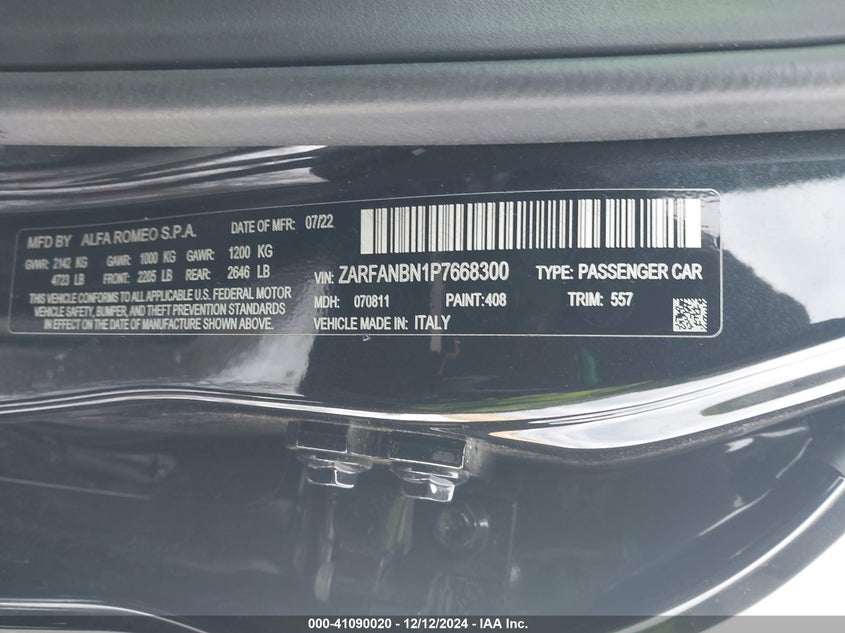 MFD BY ALFA ROMEO S.P.A. DATE OF MFR: 07/22
GVWR: 2142 KG GAWR: 1000 KG GAWR: 1200 KG
4723 LB FRONT: 2205 LB REAR: 2646 LB
THIS VEHICLE CONFORMS TO ALL APPLICABLE U.S. FEDERAL MOTOR
VEHICLE SAFETY, BUMPER, AND THEFT PREVENTION STANDARDS
IN EFFECT ON THE DATE OF MANUFACTURE SHOWN ABOVE.
VIN: ZARFANBN1P7668300 TYPE: PASSENGER CAR
MDH: 070811 PAINT:408 TRIM: 557
VEHICLE MADE IN: ITALY
000-41090020 - 12/12/2024 - IAA Inc.